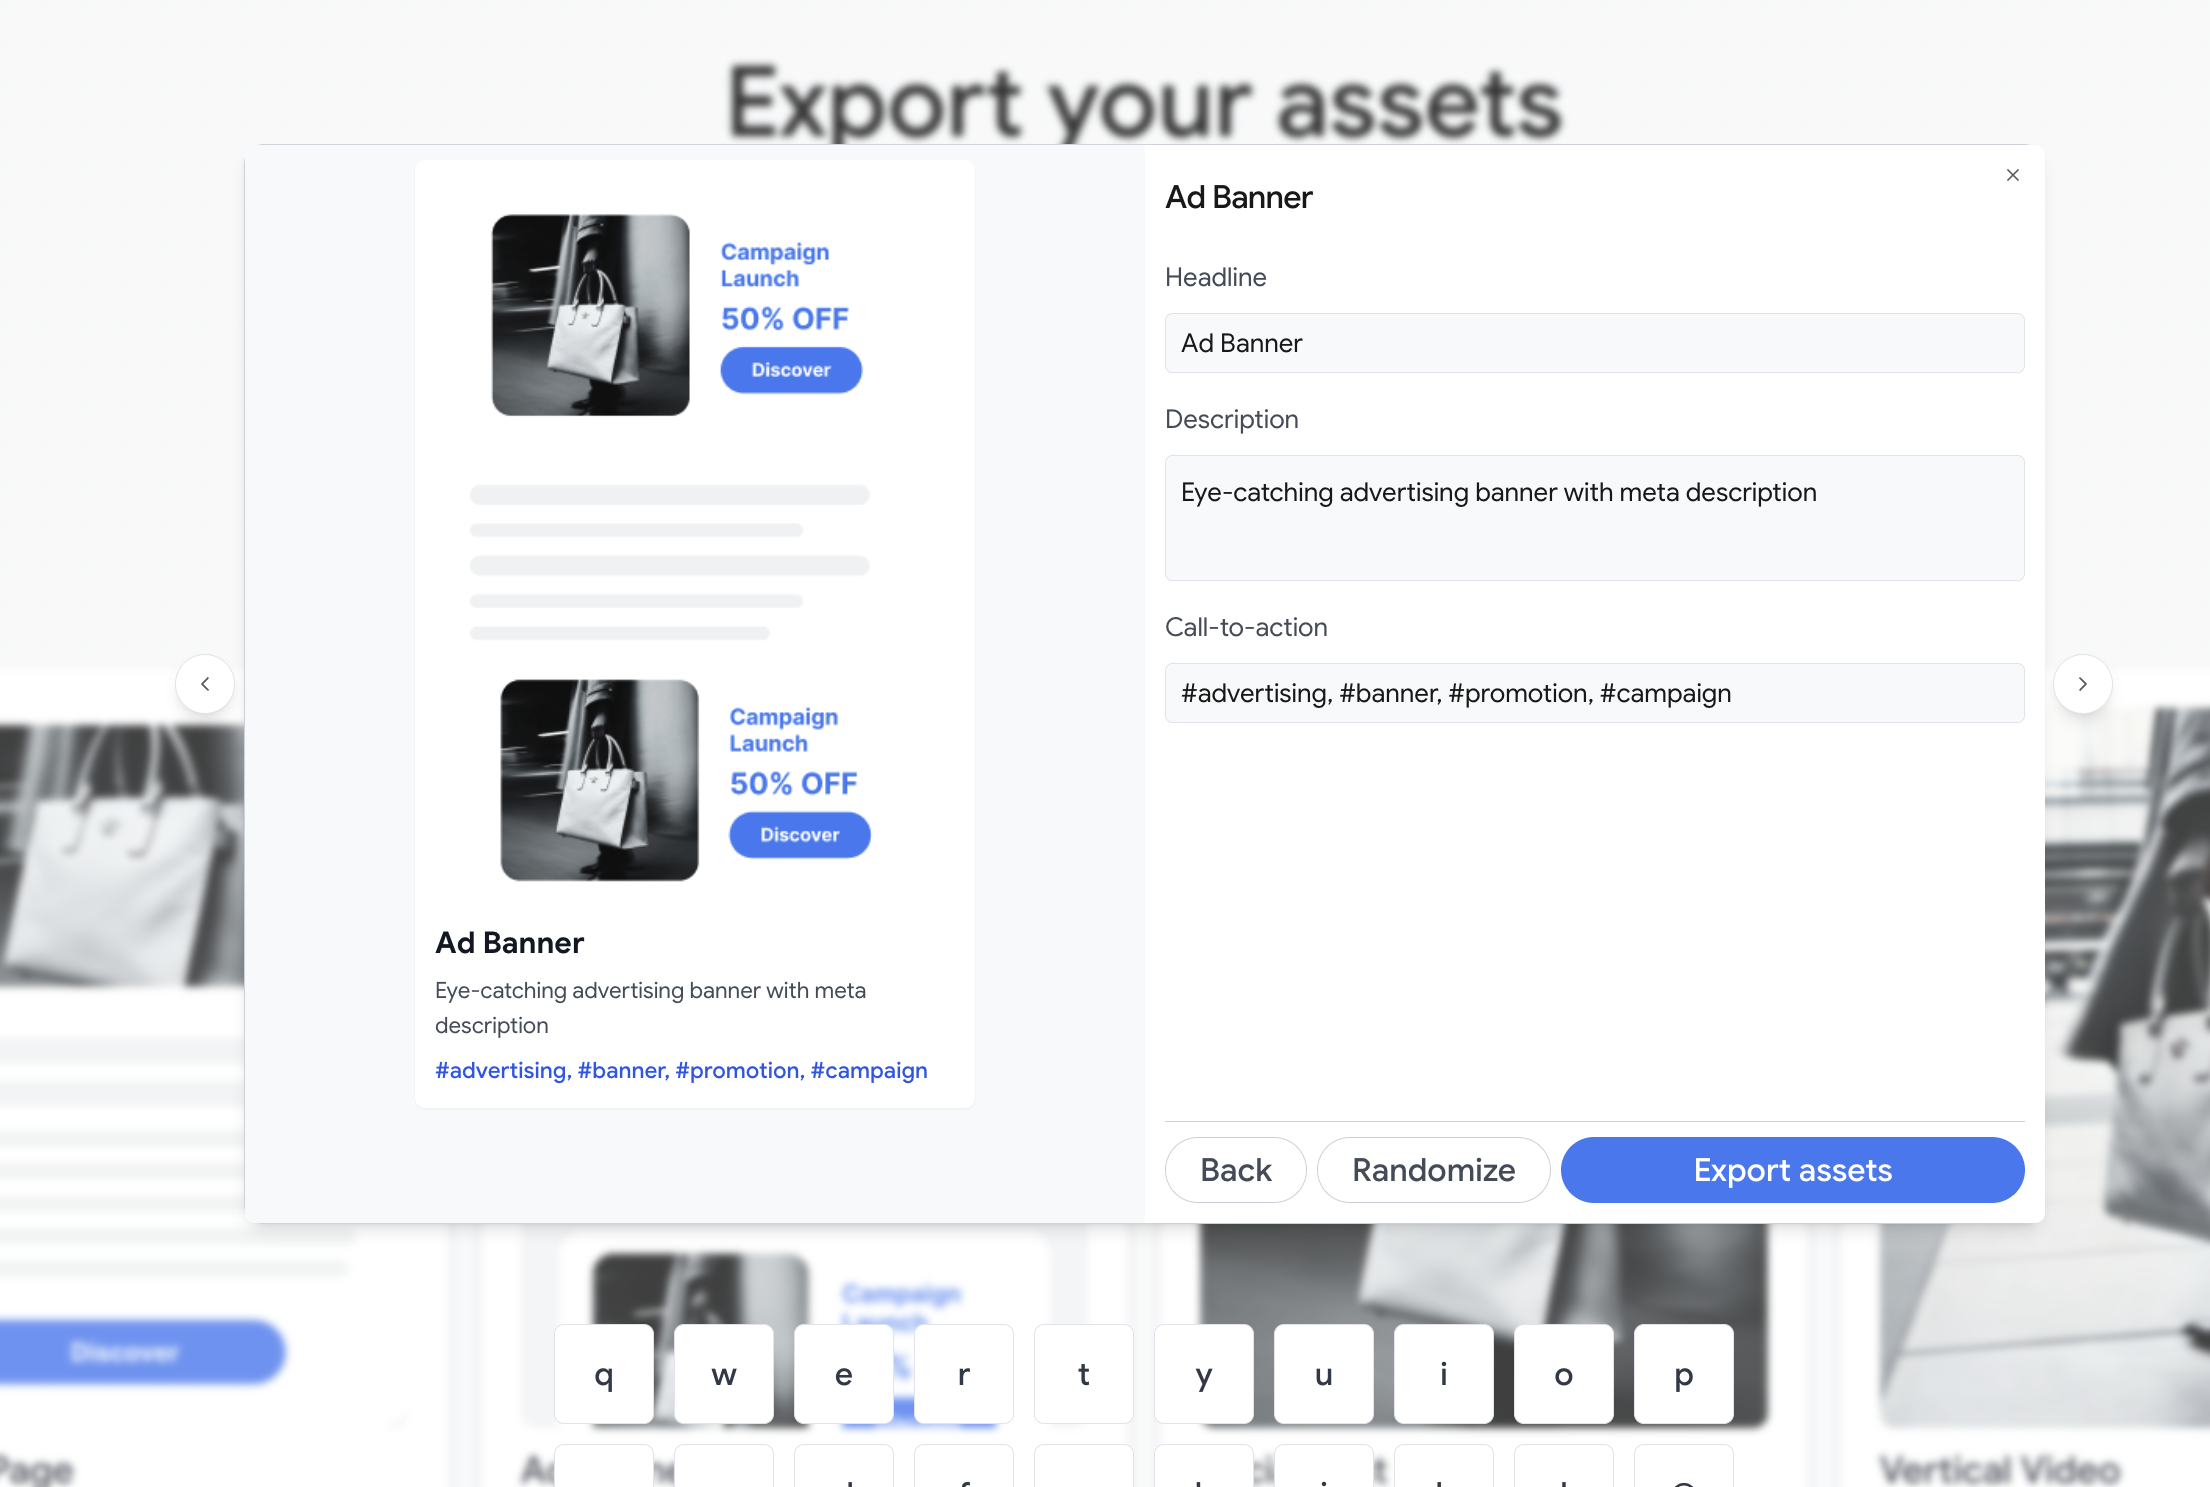 Export your assets
Campaign
Launch
50% OFF
Discover
Campaign
Launch
50% OFF
Discover
Ad Banner
Eye-catching advertising banner with meta
description
#advertising, #banner, #promotion, #campaign
Ad Banner
Headline
Ad Banner
Description
Eye-catching advertising banner with meta description
Call-to-action
#advertising, #banner, #promotion, #campaign
Back
Randomize
Export assets
Discover
Campaign
Launch
q w e r t y u i o p
Page
Vertical Video